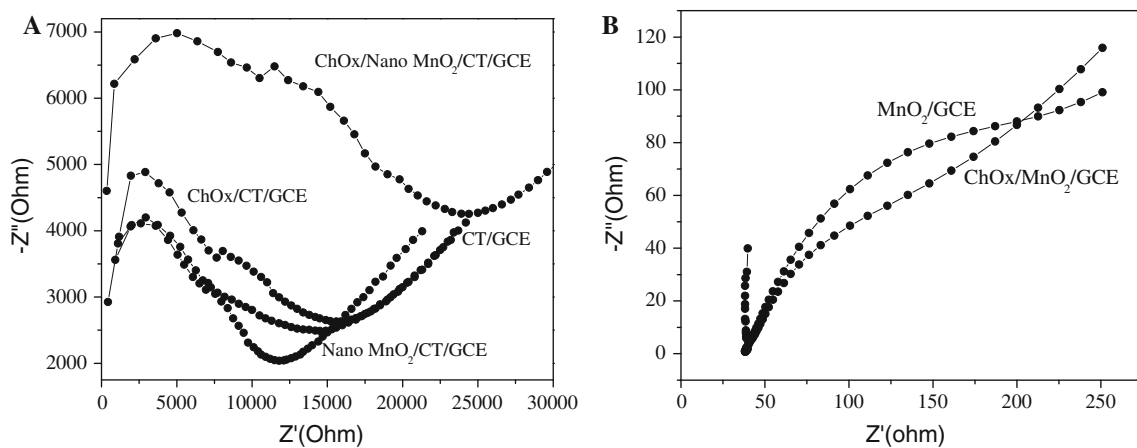 A
B
7000
6000
5000
4000
3000
2000
-Z"(Ohm)
ChOx/Nano MnO₂/CT/GCE
ChOx/CT/GCE
CT/GCE
Nano MnO₂/CT/GCE
0 5000 10000 15000 20000 25000 30000
Z'(Ohm)
120
100
80
60
40
20
0
-Z"(Ohm)
MnO₂/GCE
ChOx/MnO₂/GCE
0 50 100 150 200 250
Z'(ohm)